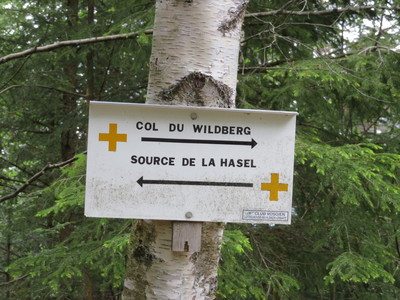 COL DU WILDBERG
SOURCE DE LA HASEL
CLUB VOSGIEN